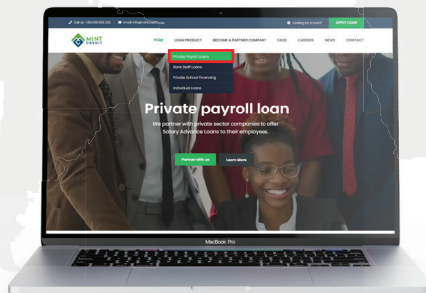 MINT
CREDIT
LOAN PRODUCT
BECOME A PARTNER COMPANY
FAQS
CAREERS
NEWS
CONTACT
APPLY LOAN
Private Payroll Loans
Bank Staff Loans
Private School Financing
Individual Loans
Private payroll loan
We partner with private sector companies to offer
Salary Advance Loans to their employees.
Partner with us
Learn More
MacBook Pro